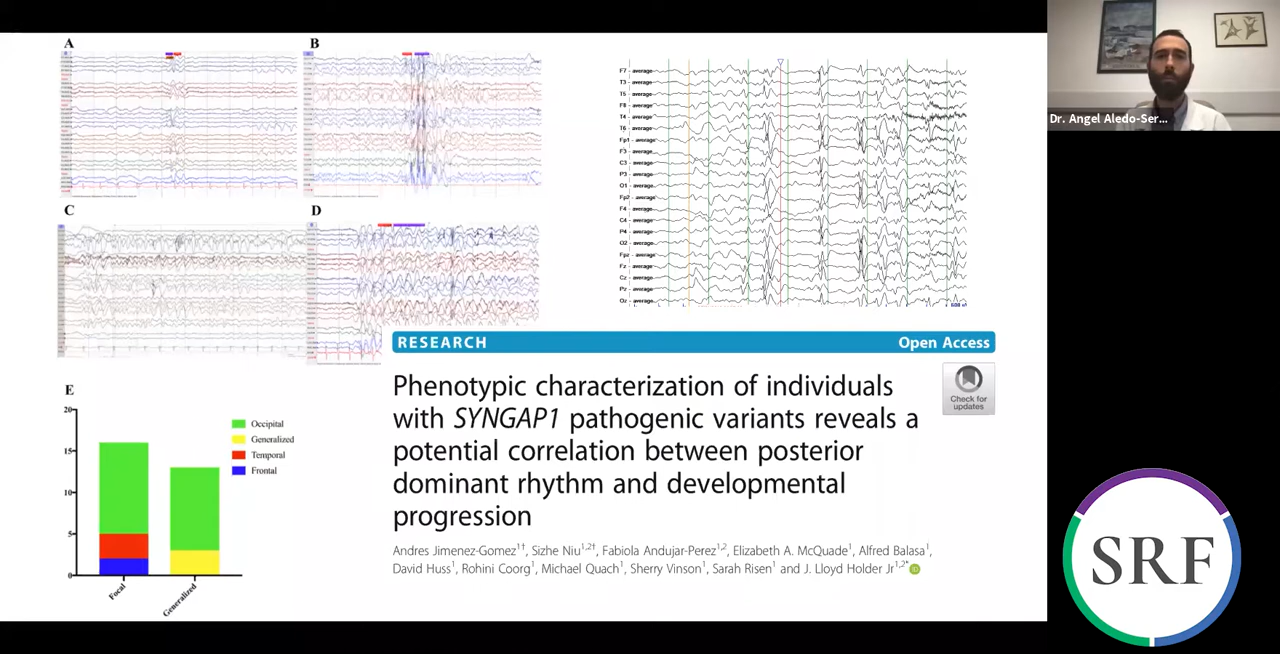 A
B
C
D
F7 - average
T3 - average
T5 - average
F8 - average
T4 - average
T6 - average
Fp1 - average
F3 - average
C3 - average
P3 - average
O1 - average
Fp2 - average
F4 - average
C4 - average
P4 - average
O2 - average
Fpz - average
Fz - average
Cz - average
Pz - average
Oz - average
Dr. Angel Aledo-Ser...
RESEARCH
Open Access
Check for
updates
Phenotypic characterization of individuals
with SYNGAP1 pathogenic variants reveals a
potential correlation between posterior
dominant rhythm and developmental
progression
Andres Jimenez-Gomez1†, Sizhe Niu1,2†, Fabiola Andujar-Perez1,2, Elizabeth A. McQuade1, Alfred Balasa1,
David Huss1, Rohini Coorg1, Michael Quach1, Sherry Vinson1, Sarah Risen1 and J. Lloyd Holder Jr1,2*
E
20
15
10
5
0
Focal
Generalized
Occipital
Generalized
Temporal
Frontal
SRF